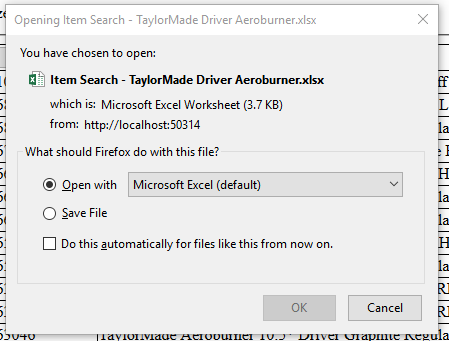 Opening Item Search - TaylorMade Driver Aeroburner.xlsx
You have chosen to open:
Item Search - TaylorMade Driver Aeroburner.xlsx
which is: Microsoft Excel Worksheet (3.7 KB)
from: http://localhost:50314
What should Firefox do with this file?
Open with Microsoft Excel (default)
Save File
Do this automatically for files like this from now on.
OK Cancel
53046 TaylorMade Aeroburner 10.5* Driver Graphite Regula